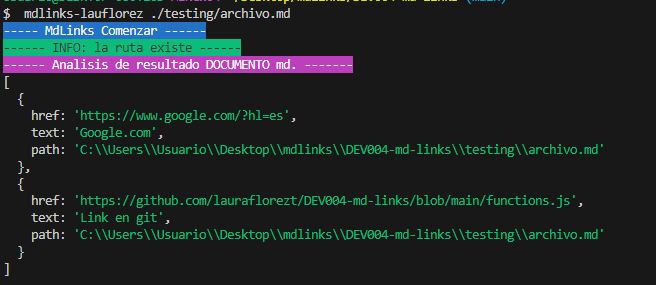 $ mdlinks-lauflorez ./testing/archivo.md
----- MdLinks Comenzar ------
------ INFO: la ruta existe ------
------ Analisis de resultado DOCUMENTO md. -------
[
{
href: 'https://www.google.com/?hl=es',
text: 'Google.com',
path: 'C:\\Users\\Usuario\\Desktop\\mdlinks\\DEV004-md-links\\testing\\archivo.md'
},
{
href: 'https://github.com/lauraflorezt/DEV004-md-links/blob/main/functions.js',
text: 'Link en git',
path: 'C:\\Users\\Usuario\\Desktop\\mdlinks\\DEV004-md-links\\testing\\archivo.md'
}
]